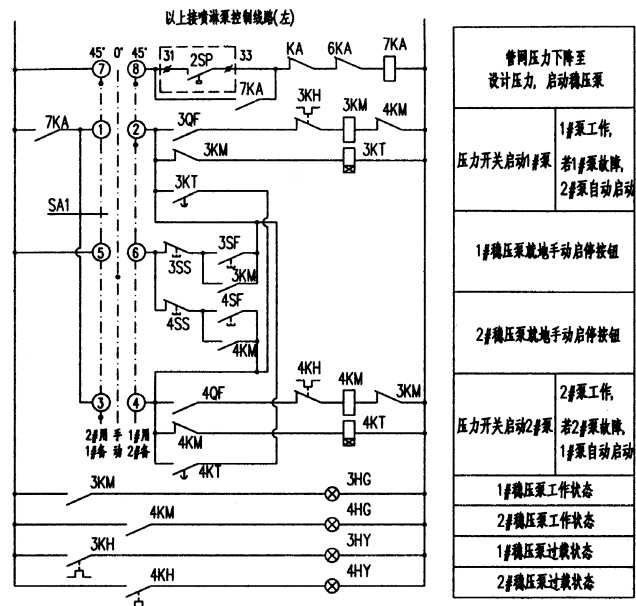 以上接喷淋泵控制线路(左)
45° 0° 45°
31 2SP 33 KA 6KA 7KA
7 8
7KA
管网压力下降至
设计压力，启动稳压泵
7KA 1 2 3QF 3KH 3KM 4KM
3KM 3KT
压力开关启动1#泵
1#泵工作，
若1#泵故障，
2#泵自动启动
3KT
SA1
5 6 3SS 3SF
3KM
1#稳压泵就地手动启停按钮
4SS 4SF
4KM
2#稳压泵就地手动启停按钮
3 4 4QF 4KH 4KM 3KM
4KM 4KT
4KT
2#用 手 1#用
1#备 动 2#备
压力开关启动2#泵
2#泵工作，
若2#泵故障，
1#泵自动启动
3KM 3HG
1#稳压泵工作状态
4KM 4HG
2#稳压泵工作状态
3KH 3HY
1#稳压泵过载状态
4KH 4HY
2#稳压泵过载状态